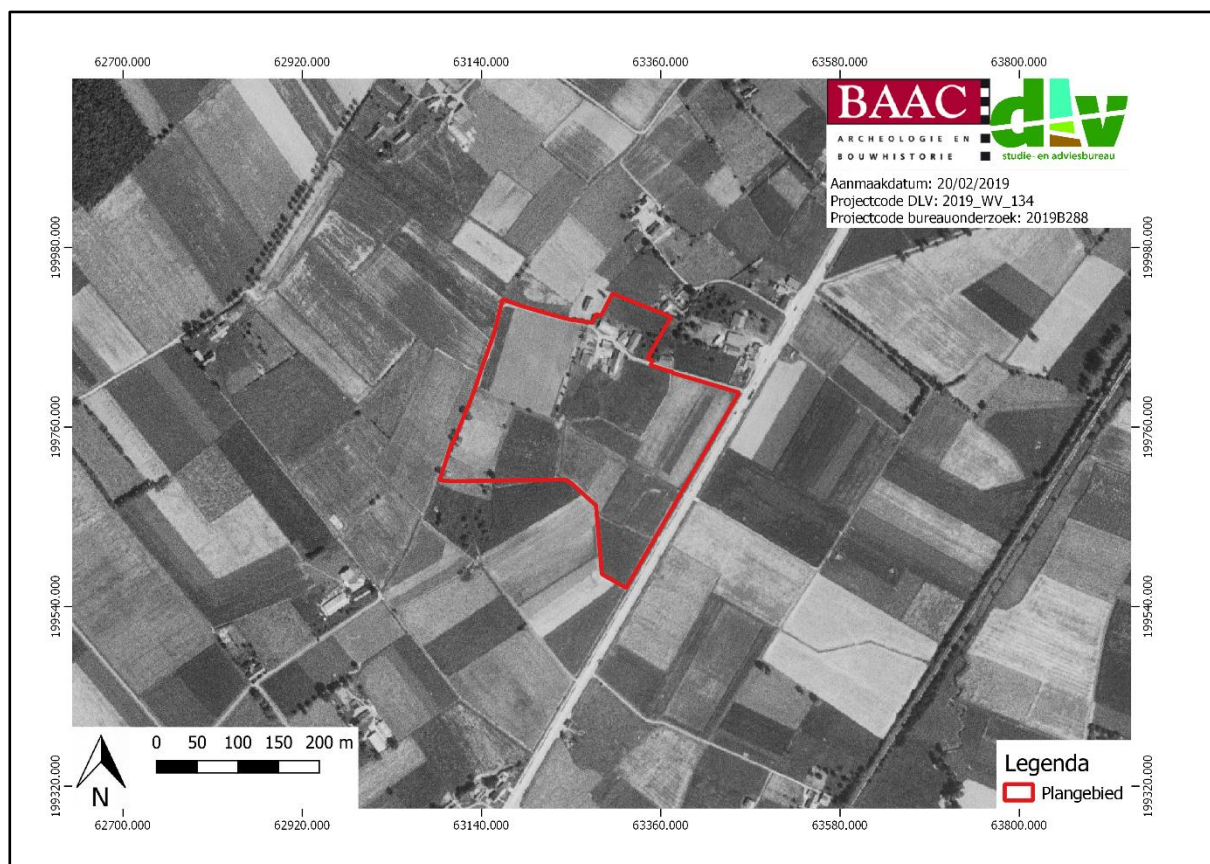 62700.000 62920.000 63140.000 63360.000 63580.000 63800.000
BAAC
ARCHEOLOGIE EN
BOUWHISTORIE
dLv
studie- en adviesbureau
Aanmaakdatum: 20/02/2019
Projectcode DLV: 2019_WV_134
Projectcode bureauonderzoek: 2019B288
199980.000 199980.000
199760.000 199760.000
199540.000 199540.000
199320.000 199320.000
0 50 100 150 200 m
N
Legenda
Plangebied
62700.000 62920.000 63140.000 63360.000 63580.000 63800.000